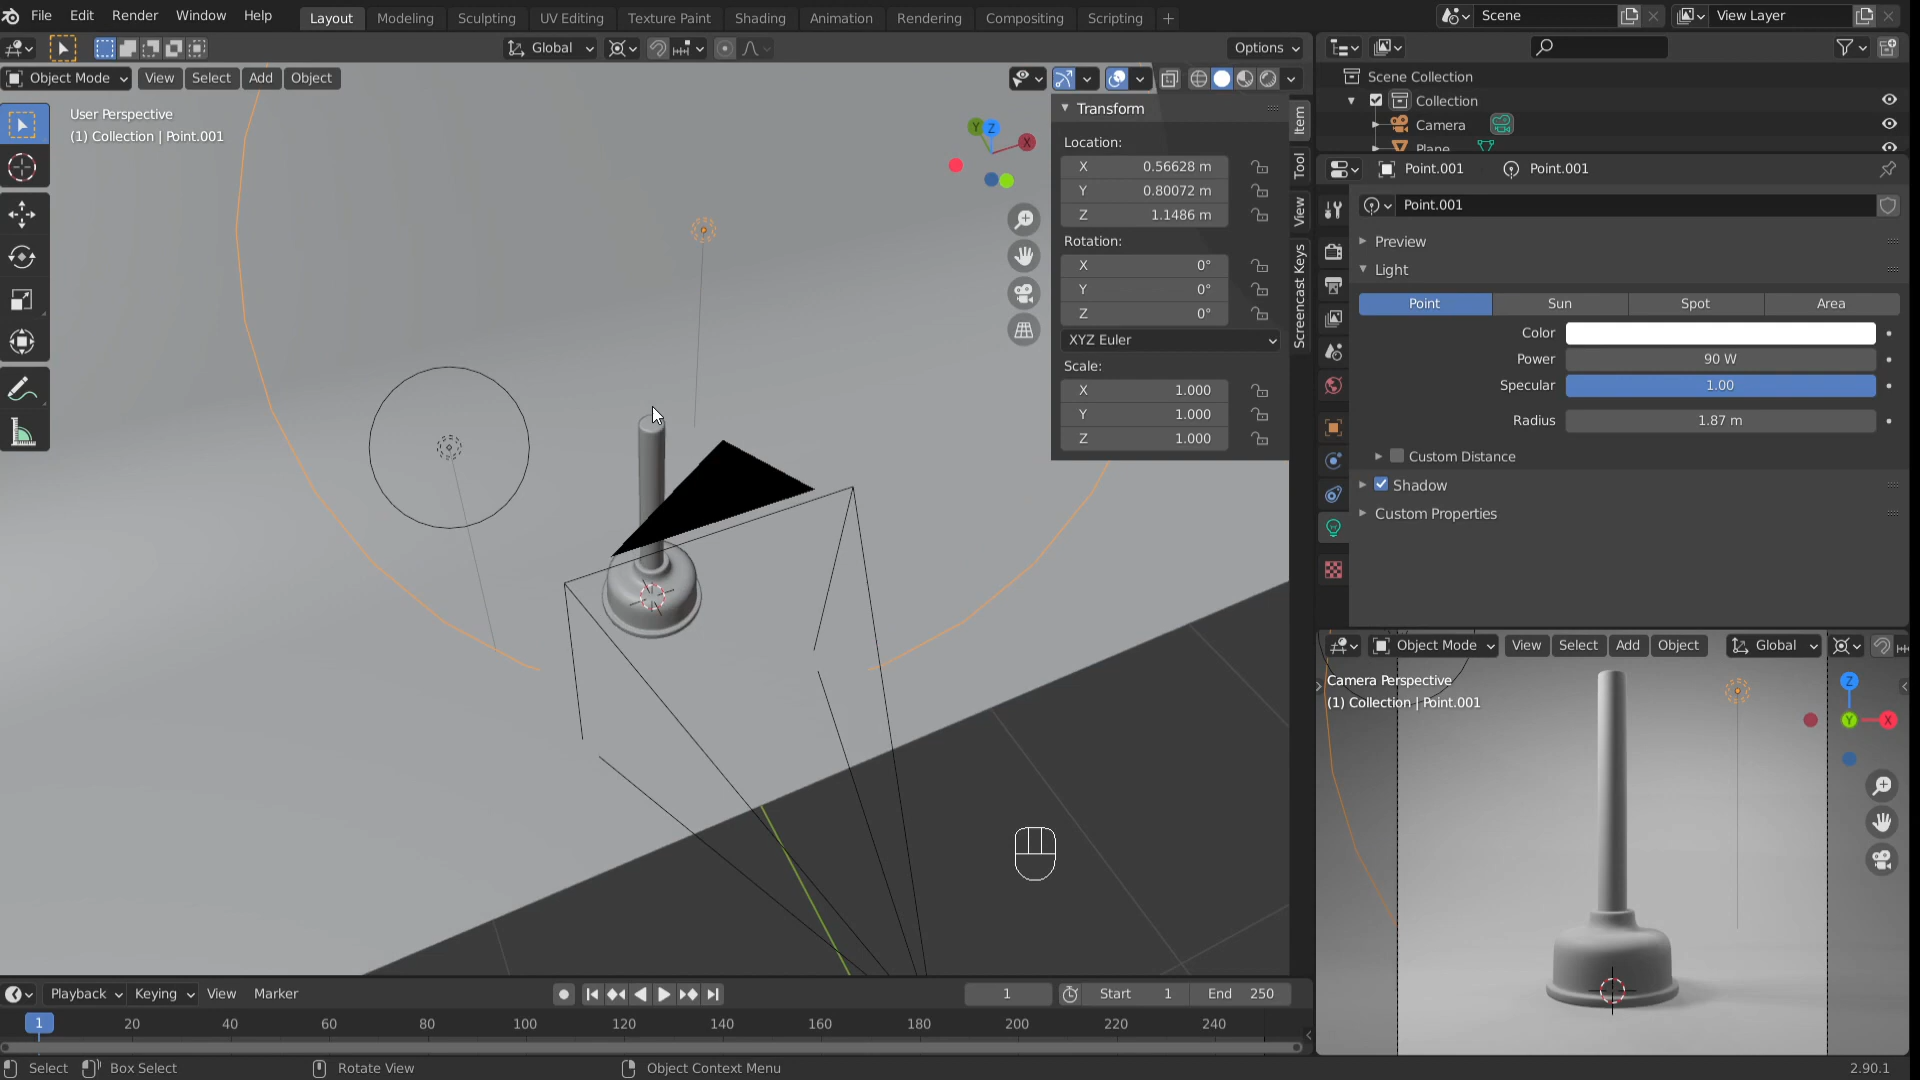 File Edit Render Window Help Layout Modeling Sculpting UV Editing Texture Paint Shading Animation Rendering Compositing Scripting + Scene View Layer
Global Options
Object Mode View Select Add Object
User Perspective
(1) Collection | Point.001
Transform
Location:
X 0.56628 m
Y 0.80072 m
Z 1.1486 m
Rotation:
X 0°
Y 0°
Z 0°
XYZ Euler
Scale:
X 1.000
Y 1.000
Z 1.000
Item
Tool
View
Screencast Keys
Y Z X
Scene Collection
Collection
Camera
Plane
Point.001 Point.001
Point.001
Preview
Light
Point Sun Spot Area
Color
Power 90 W
Specular 1.00
Radius 1.87 m
Custom Distance
Shadow
Custom Properties
Object Mode View Select Add Object Global
Camera Perspective
(1) Collection | Point.001
Z
Y X
Playback Keying View Marker 1 Start 1 End 250
1 20 40 60 80 100 120 140 160 180 200 220 240
Select Box Select Rotate View Object Context Menu 2.90.1